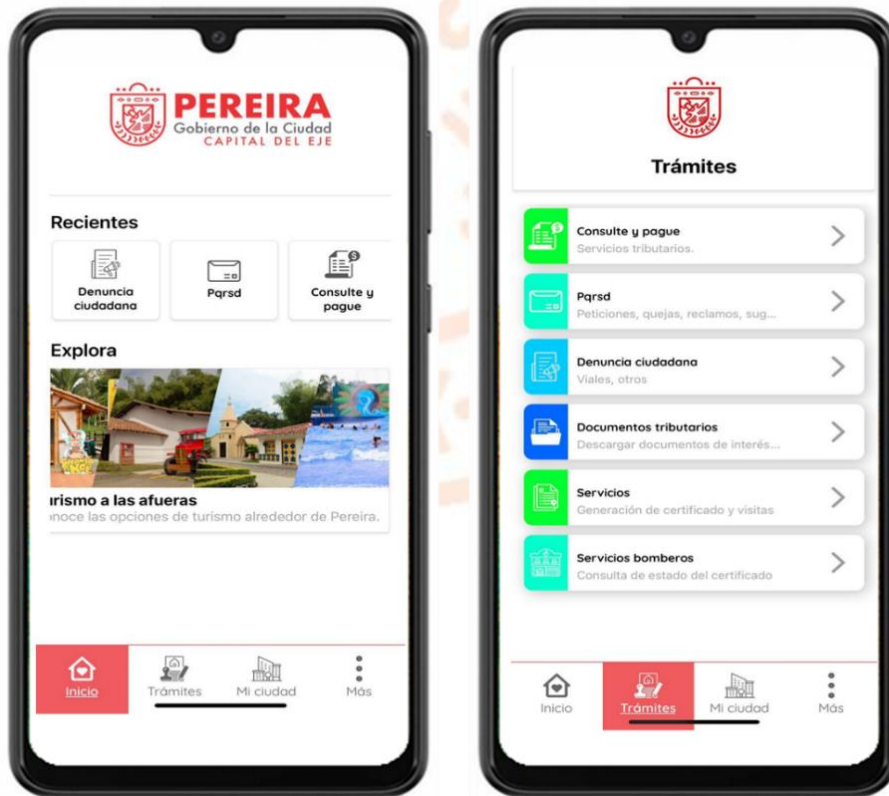 PEREIRA
Gobierno de la Ciudad
CAPITAL DEL EJE
Recientes
Denuncia
ciudadana
Pqrsd
Consulte y
pague
Explora
rismo a las afueras
noce las opciones de turismo alrededor de Pereira.
Inicio
Trámites
Mi ciudad
Más
Trámites
Consulte y pague
Servicios tributarios.
Pqrsd
Peticiones, quejas, reclamos, sug...
Denuncia ciudadana
Viales, otros
Documentos tributarios
Descargar documentos de interés...
Servicios
Generación de certificado y visitas
Servicios bomberos
Consulta de estado del certificado
Inicio
Trámites
Mi ciudad
Más